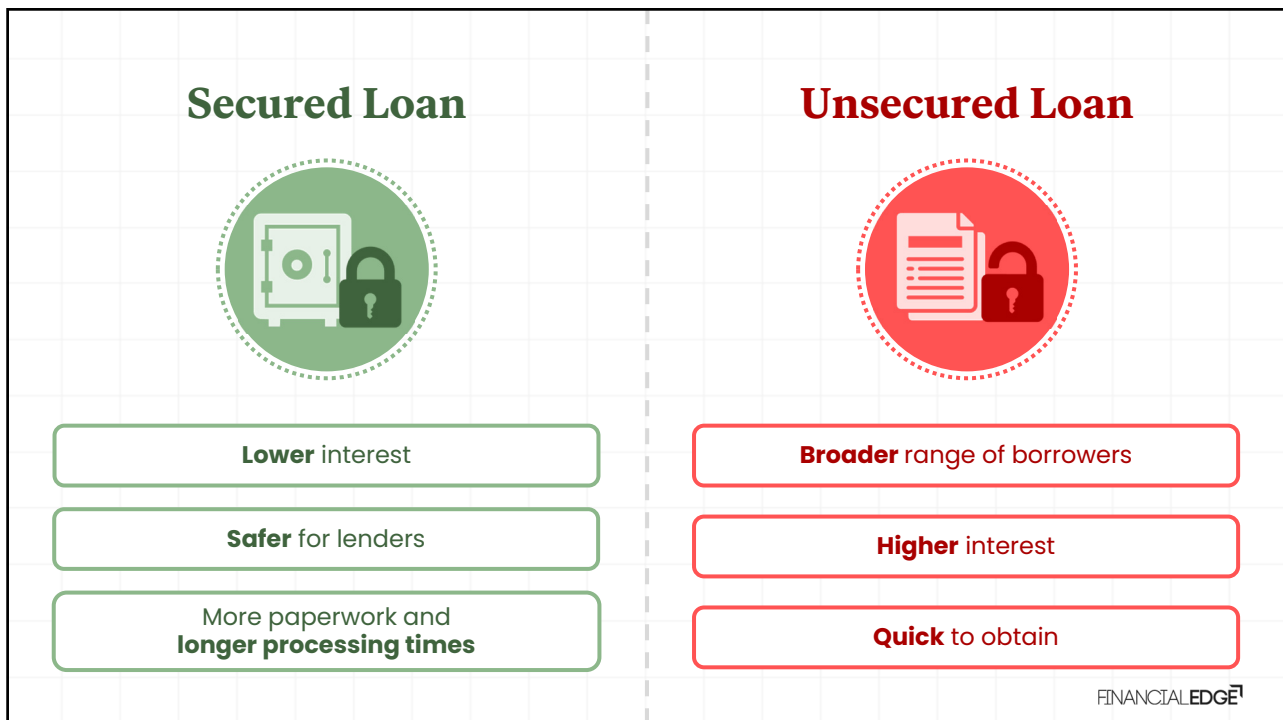 Secured Loan
Lower interest
Safer for lenders
More paperwork and
longer processing times
Unsecured Loan
Broader range of borrowers
Higher interest
Quick to obtain
FINANCIALEDGE